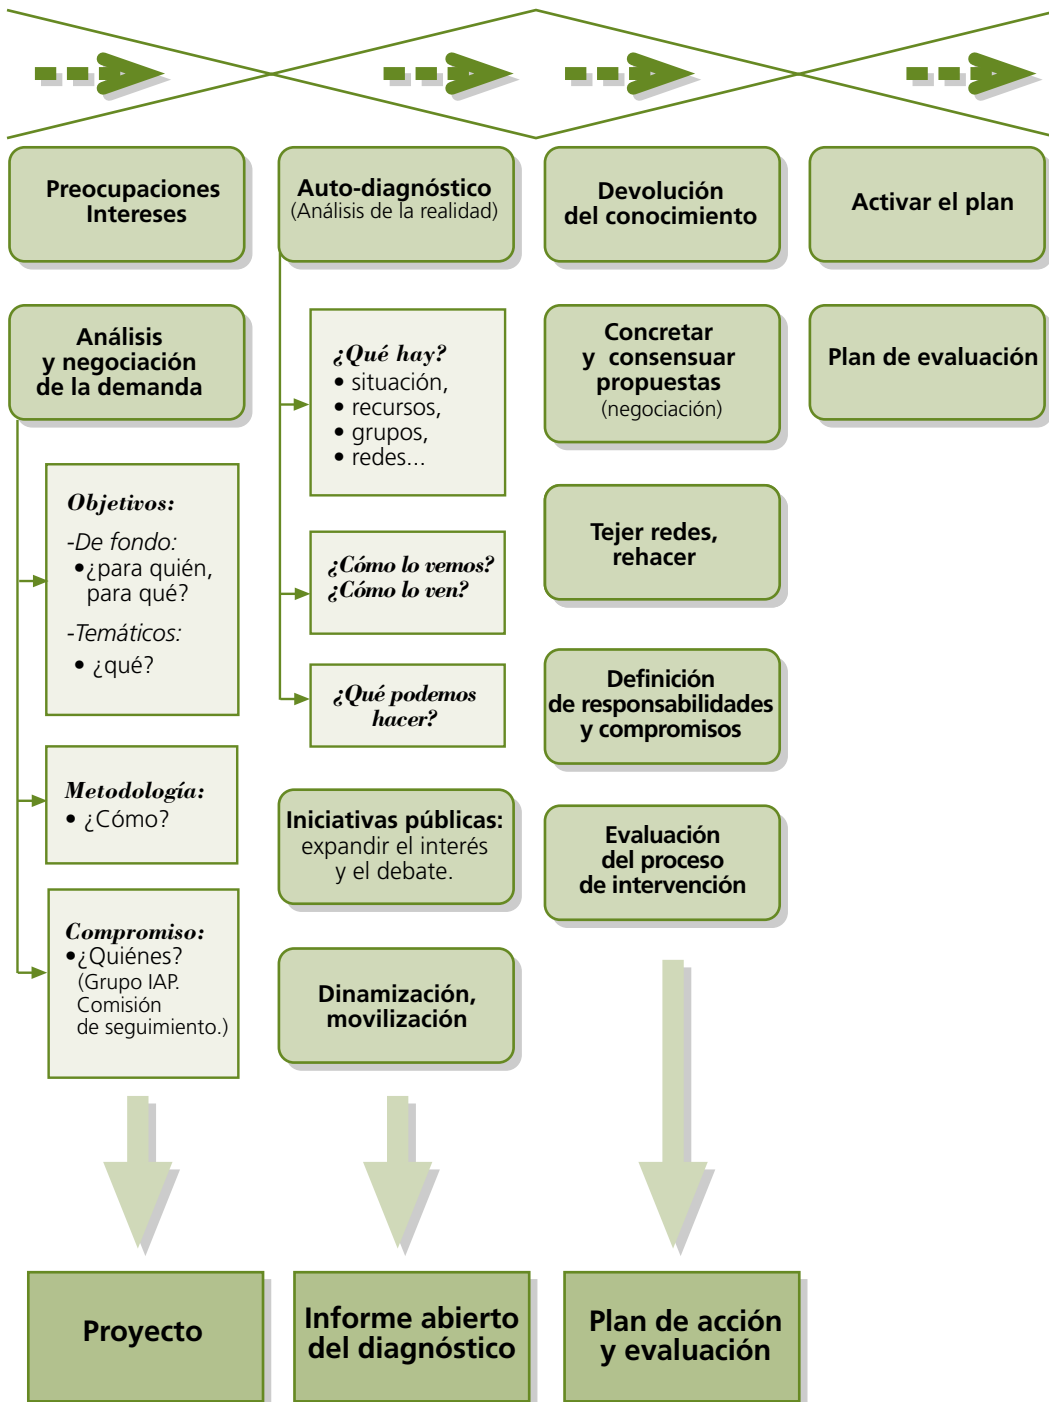 Preocupaciones
Intereses
Análisis
y negociación
de la demanda
Objetivos:
-De fondo:
•¿para quién,
para qué?
-Temáticos:
• ¿qué?
Metodología:
• ¿Cómo?
Compromiso:
•¿Quiénes?
(Grupo IAP.
Comisión
de seguimiento.)
Proyecto
Auto-diagnóstico
(Análisis de la realidad)
¿Qué hay?
• situación,
• recursos,
• grupos,
• redes...
¿Cómo lo vemos?
¿Cómo lo ven?
¿Qué podemos
hacer?
Iniciativas públicas:
expandir el interés
y el debate.
Dinamización,
movilización
Informe abierto
del diagnóstico
Devolución
del conocimiento
Concretar
y consensuar
propuestas
(negociación)
Tejer redes,
rehacer
Definición
de responsabilidades
y compromisos
Evaluación
del proceso
de intervención
Plan de acción
y evaluación
Activar el plan
Plan de evaluación